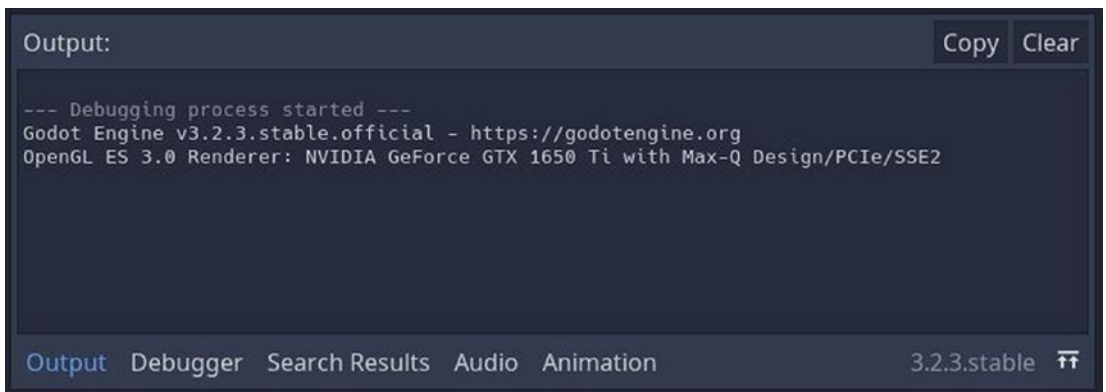 Output: Copy Clear
--- Debugging process started ---
Godot Engine v3.2.3.stable.official - https://godotengine.org
OpenGL ES 3.0 Renderer: NVIDIA GeForce GTX 1650 Ti with Max-Q Design/PCIe/SSE2
Output Debugger Search Results Audio Animation 3.2.3.stable